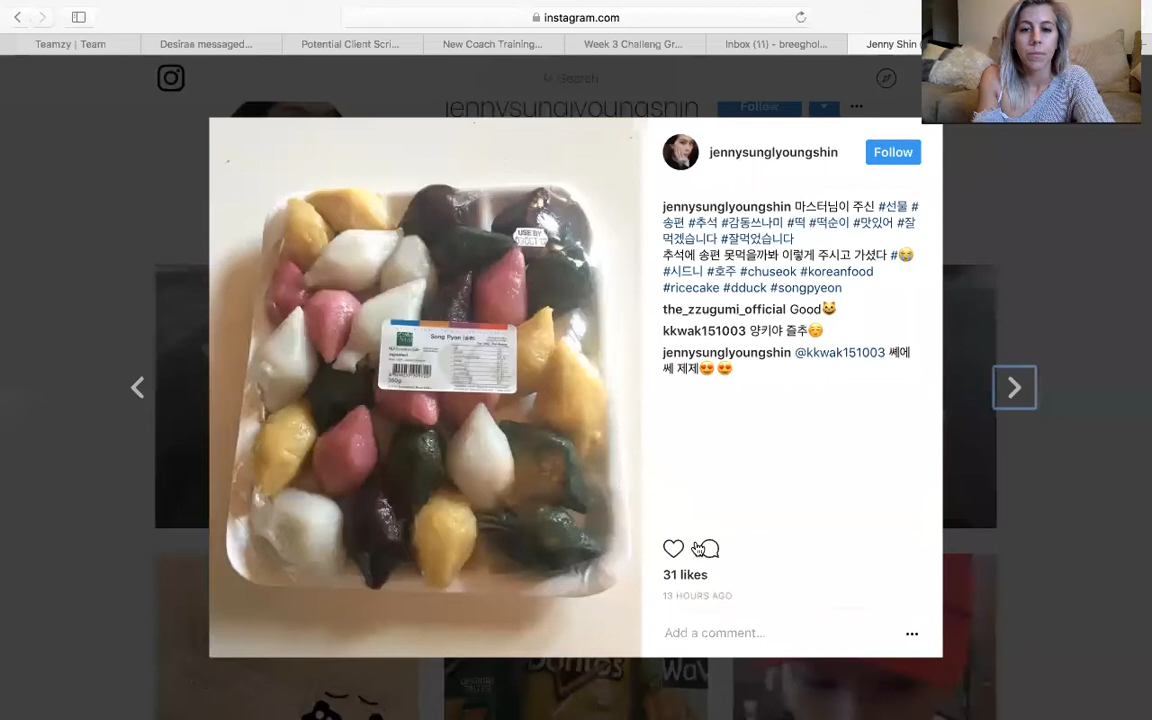 instagram.com
Teamzy | Team
Desirae messaged...
Potential Client Scri...
New Coach Training...
Week 3 Challeng Gr...
Inbox (11) - breeghol...
Jenny Shin (
Search
jennysunglyoungshin
Follow
jennysunglyoungshin
Follow
jennysunglyoungshin 마스터님이 주신 #선물 #
송편 #추석 #감동쓰나미 #떡 #떡순이 #맛있어 #잘
먹겠습니다 #잘먹었습니다
추석에 송편 못먹을까봐 이렇게 주시고 가셨다 #😭
#시드니 #호주 #chuseok #koreanfood
#ricecake #dduck #songpyeon
the_zzugumi_official Good😺
kkwak151003 양키야 즐추☺️
jennysunglyoungshin @kkwak151003 쎄에
쎄 제제😍😍
USE BY
Song Pyen
350g
31 likes
13 HOURS AGO
Add a comment...
Doritos
Wav